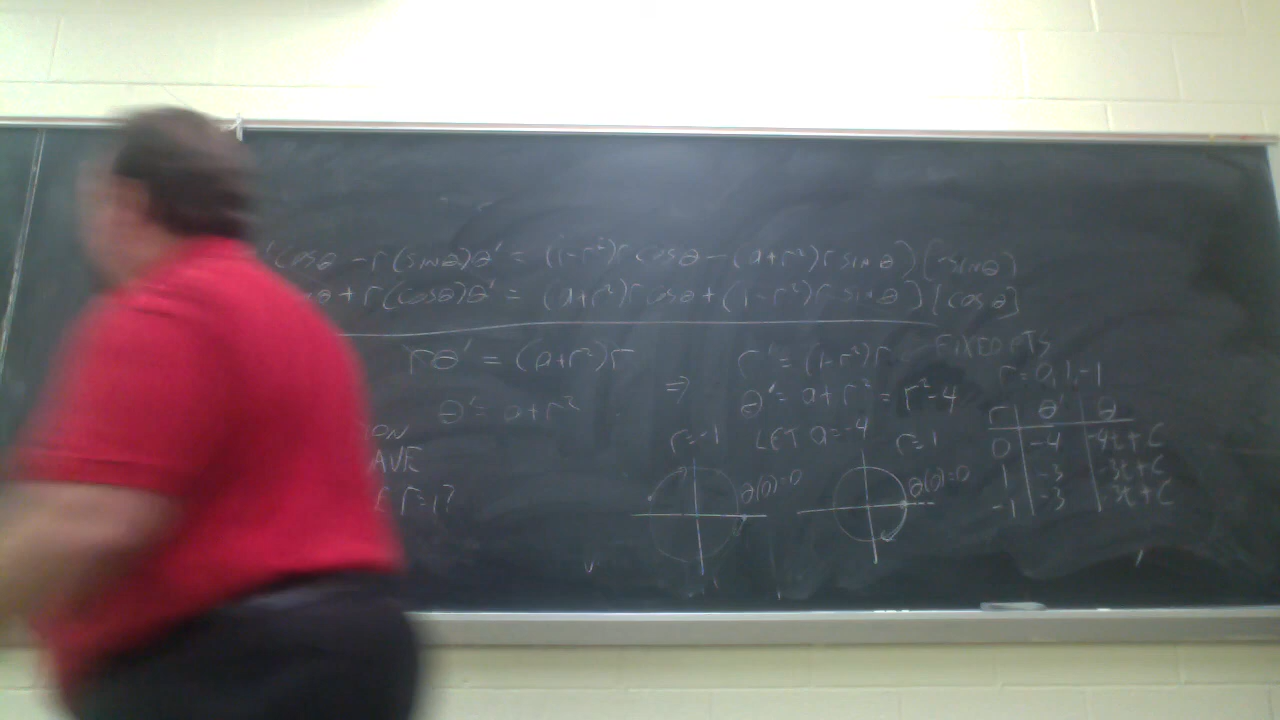 'cosθ - r(sinθ)θ' = (1-r²)r cosθ - (a+r²)r sinθ) (-sinθ)
θ + r(cosθ)θ' = (a+r²)r cosθ + (1-r²)r sinθ) [cosθ]
rθ' = (a+r²)r
r' = (1-r²)r FIXED PTS
r=0,1,-1
θ' = a+r²
⇒ θ' = a+r² = r²-4
LET a=-4
r θ' θ
0 -4 -4t+C
1 -3 -3t+C
-1 -3 -3t+C
ON
AVE
r=1?
r=-1 θ(0)=0
r=1 θ(0)=0